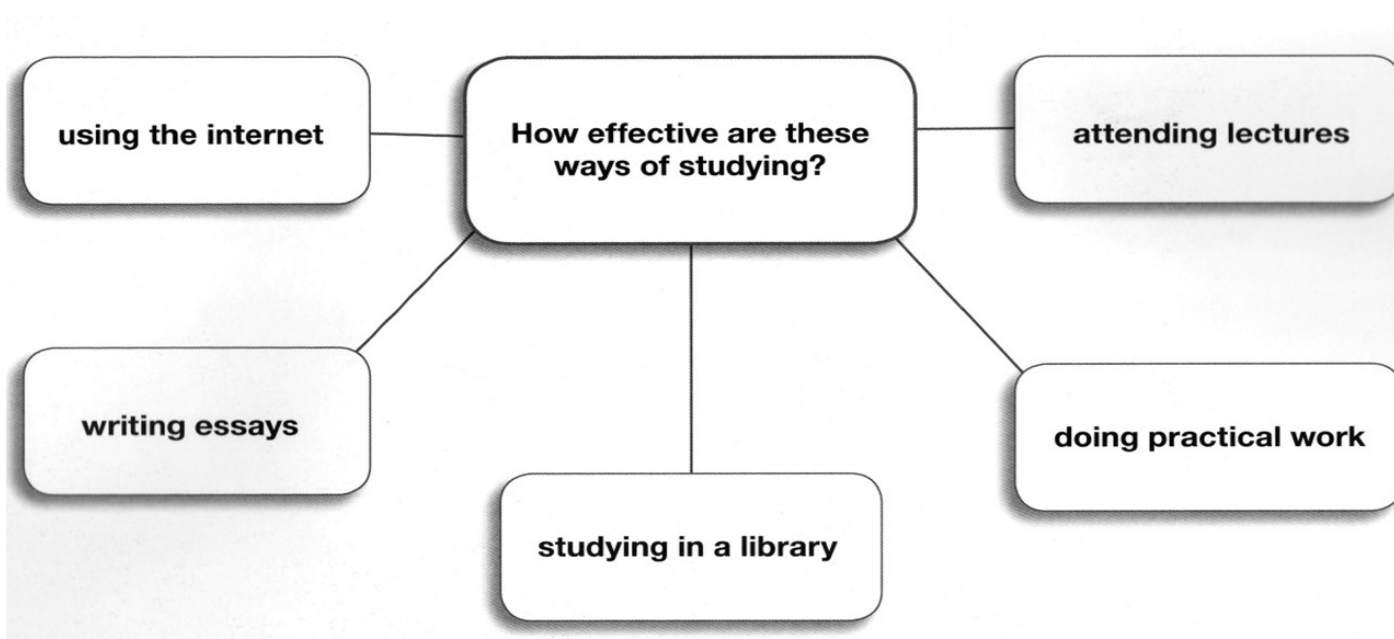 using the internet
How effective are these
ways of studying?
attending lectures
writing essays
doing practical work
studying in a library